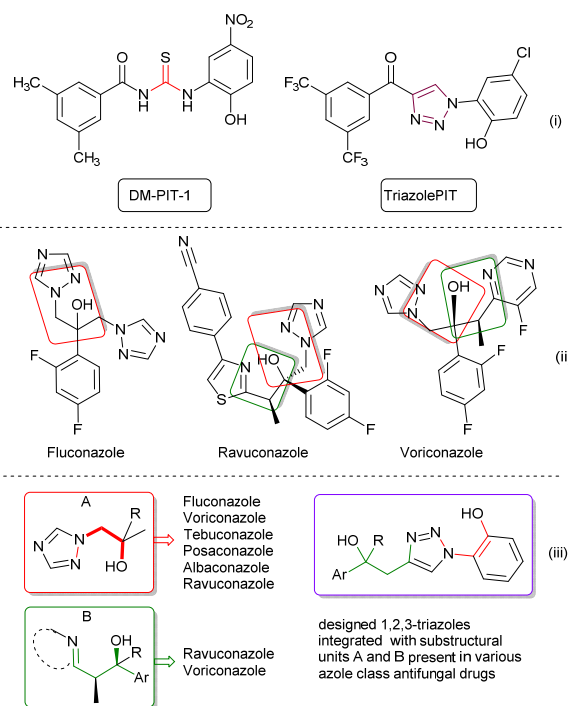 NO2
O
S
H3C
N
H
N
H
OH
CH3
DM-PIT-1
Cl
O
F3C
N
N
N
HO
CF3
TriazolePIT
(i)
N
N
N
OH
N
N
N
F
F
Fluconazole
N
N
N
N
HO
N
S
F
F
Ravuconazole
N
N
N
OH
N
N
F
F
F
Voriconazole
(ii
A
N
N
N
R
OH
Fluconazole
Voriconazole
Tebuconazole
Posaconazole
Albaconazole
Ravuconazole
B
N
OH
R
Ar
Ravuconazole
Voriconazole
HO
R
Ar
N
N
N
HO
(iii)
designed 1,2,3-triazoles
integrated with substructural
units A and B present in various
azole class antifungal drugs